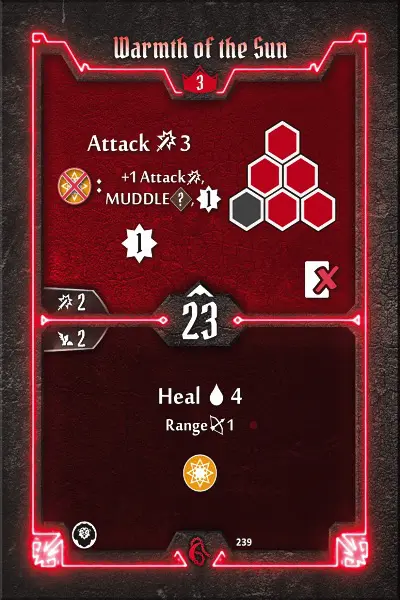 Warmth of the Sun
3
Attack 3
: +1 Attack,
MUDDLE ?, 1
1
2
23
2
Heal 4
Range 1
239